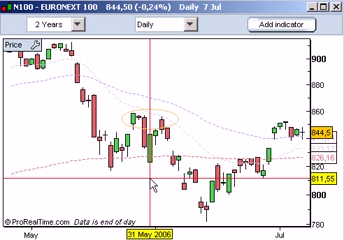 N100 - EURONEXT 100 844,50 (-0,24%) Daily 7 Jul
2 Years Daily Add indicator
Price
900
880
860
844,5
826,16
820
811,55
800
780
©ProRealTime.com Data is end of day
May 31 May 2006 Jul